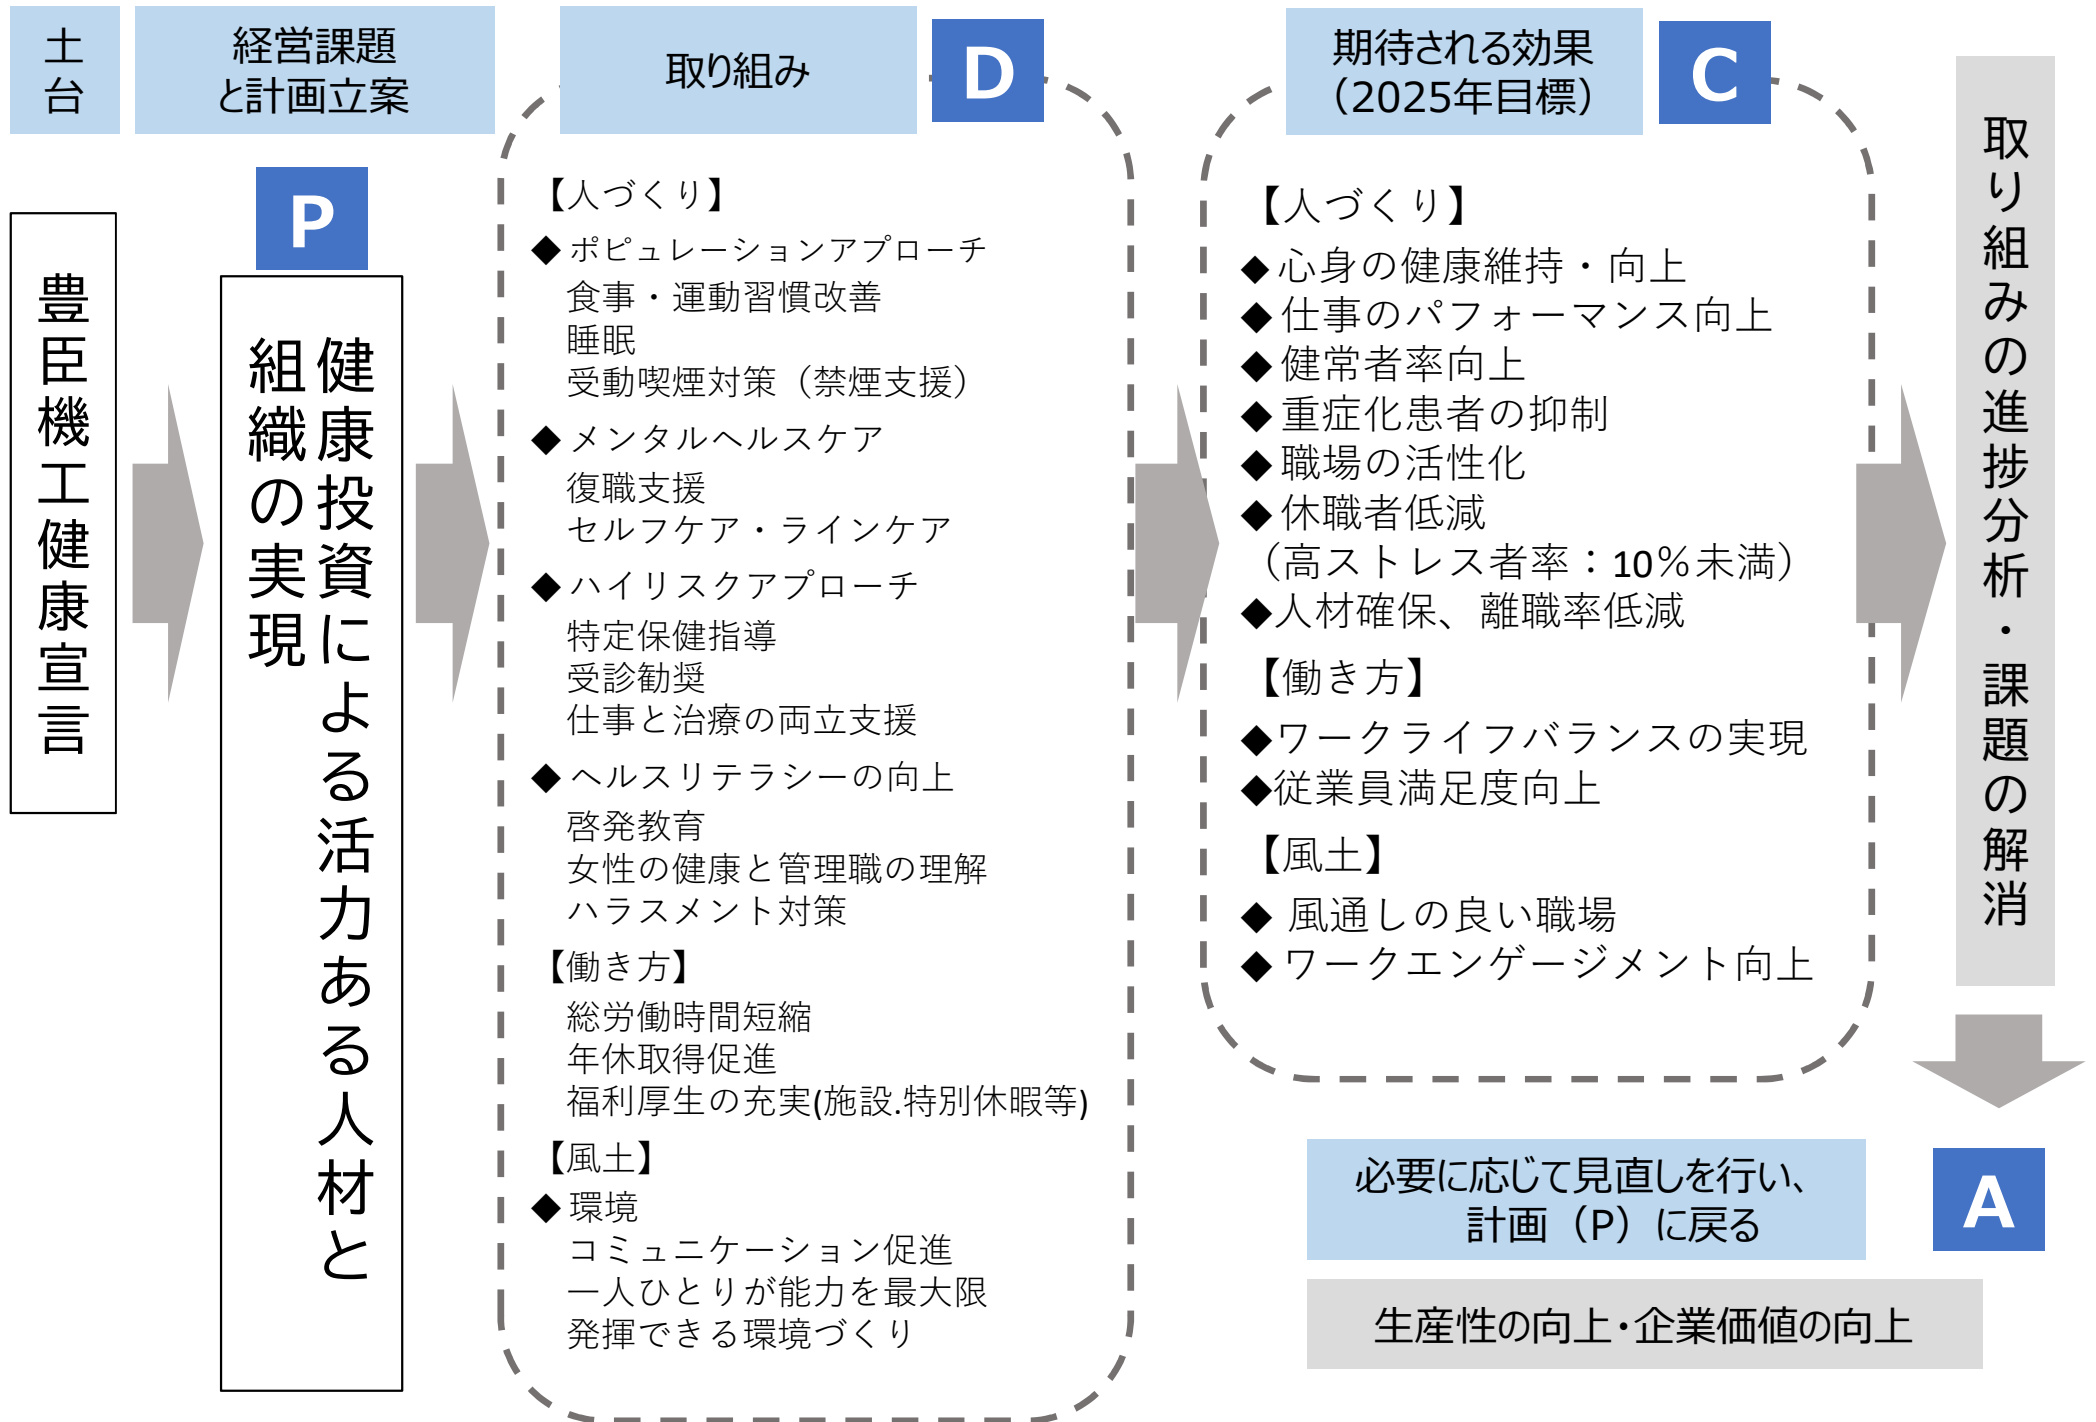 土
台
豊臣機工健康宣言
経営課題
と計画立案
P
健康投資による活力ある人材と
組織の実現
取り組み
D
【人づくり】
◆ポピュレーションアプローチ
食事・運動習慣改善
睡眠
受動喫煙対策（禁煙支援）
◆メンタルヘルスケア
復職支援
セルフケア・ラインケア
◆ハイリスクアプローチ
特定保健指導
受診勧奨
仕事と治療の両立支援
◆ヘルスリテラシーの向上
啓発教育
女性の健康と管理職の理解
ハラスメント対策
【働き方】
総労働時間短縮
年休取得促進
福利厚生の充実(施設.特別休暇等)
【風土】
◆環境
コミュニケーション促進
一人ひとりが能力を最大限
発揮できる環境づくり
期待される効果
（2025年目標）
C
【人づくり】
◆心身の健康維持・向上
◆仕事のパフォーマンス向上
◆健常者率向上
◆重症化患者の抑制
◆職場の活性化
◆休職者低減
（高ストレス者率：10％未満）
◆人材確保、離職率低減
【働き方】
◆ワークライフバランスの実現
◆従業員満足度向上
【風土】
◆ 風通しの良い職場
◆ワークエンゲージメント向上
取り組みの進捗分析・課題の解消
必要に応じて見直しを行い、
計画（P）に戻る
A
生産性の向上・企業価値の向上